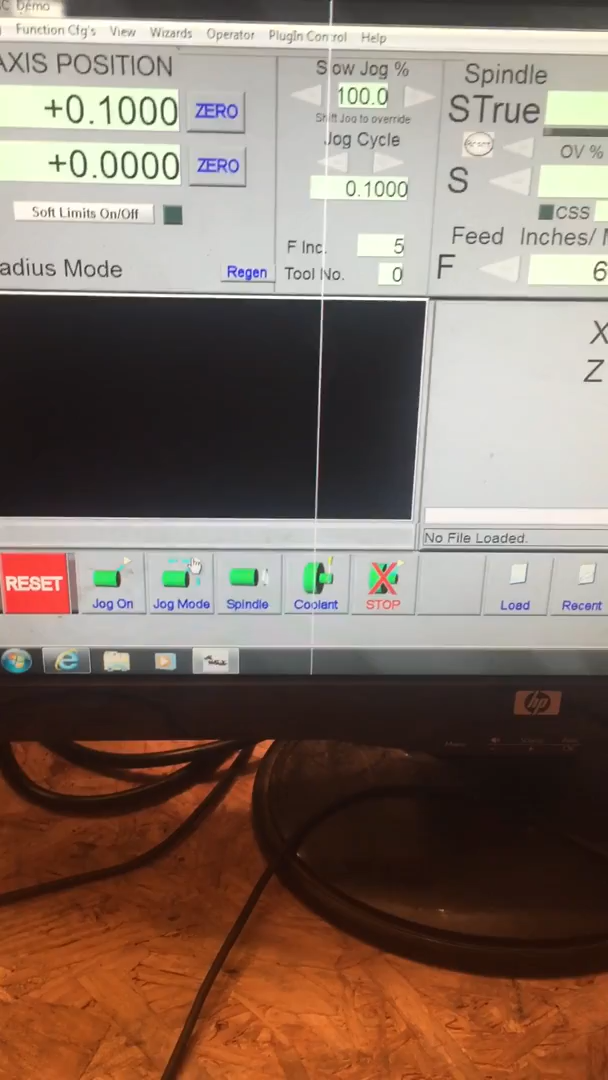 C Demo
Function Cfg's View Wizards Operator PlugIn Control Help
AXIS POSITION
+0.1000 ZERO
+0.0000 ZERO
Soft Limits On/Off
adius Mode
Regen
Slow Jog %
100.0
Shift Jog to override
Jog Cycle
0.1000
F Inc. 5
Tool No. 0
Spindle
STrue
OV %
S
CSS
Feed Inches/
F 6
X
Z
No File Loaded.
RESET
Jog On
Jog Mode
Spindle
Coolant
STOP
Load
Recent
hp